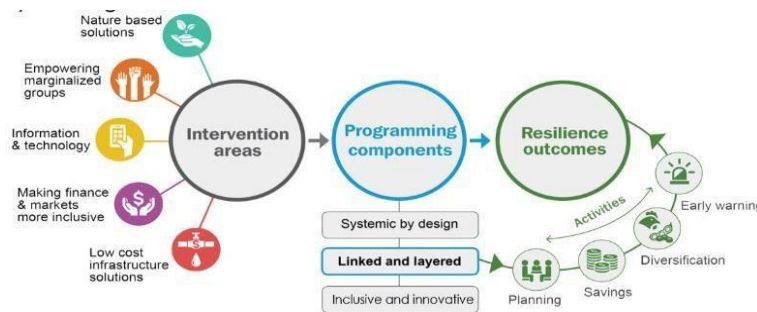 Nature based
solutions
Empowering
marginalized
groups
Information
& technology
Making finance
& markets
more inclusive
Low cost
infrastructure
solutions
Intervention
areas
Programming
components
Systemic by design
Linked and layered
Inclusive and innovative
Resilience
outcomes
Activities
Early warning
Diversification
Savings
Planning